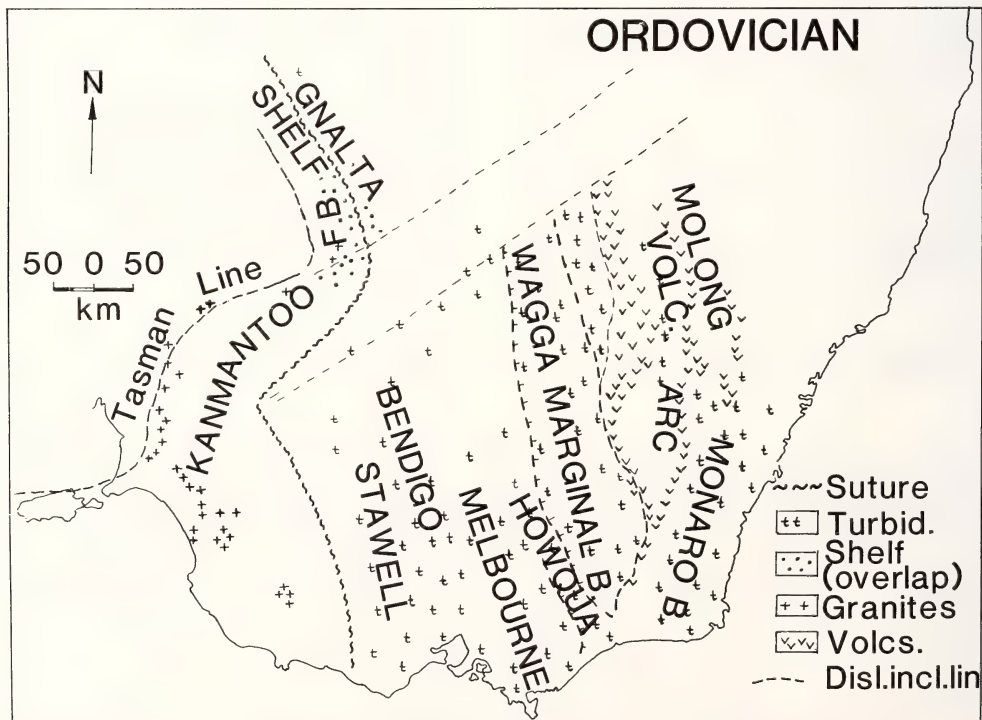 ORDOVICIAN
N
GNALTA
SHELF
F.B.
50 0 50
km
Tasman Line
KANMANTOO
STAWELL
BENDIGO
MELBOURNE
HOWQUA
WAGGA MARGINAL B
MOLONG
VOLC. ARC
MONARO B
Suture
Turbid.
Shelf
(overlap)
Granites
Volcs.
Disl.incl.lin